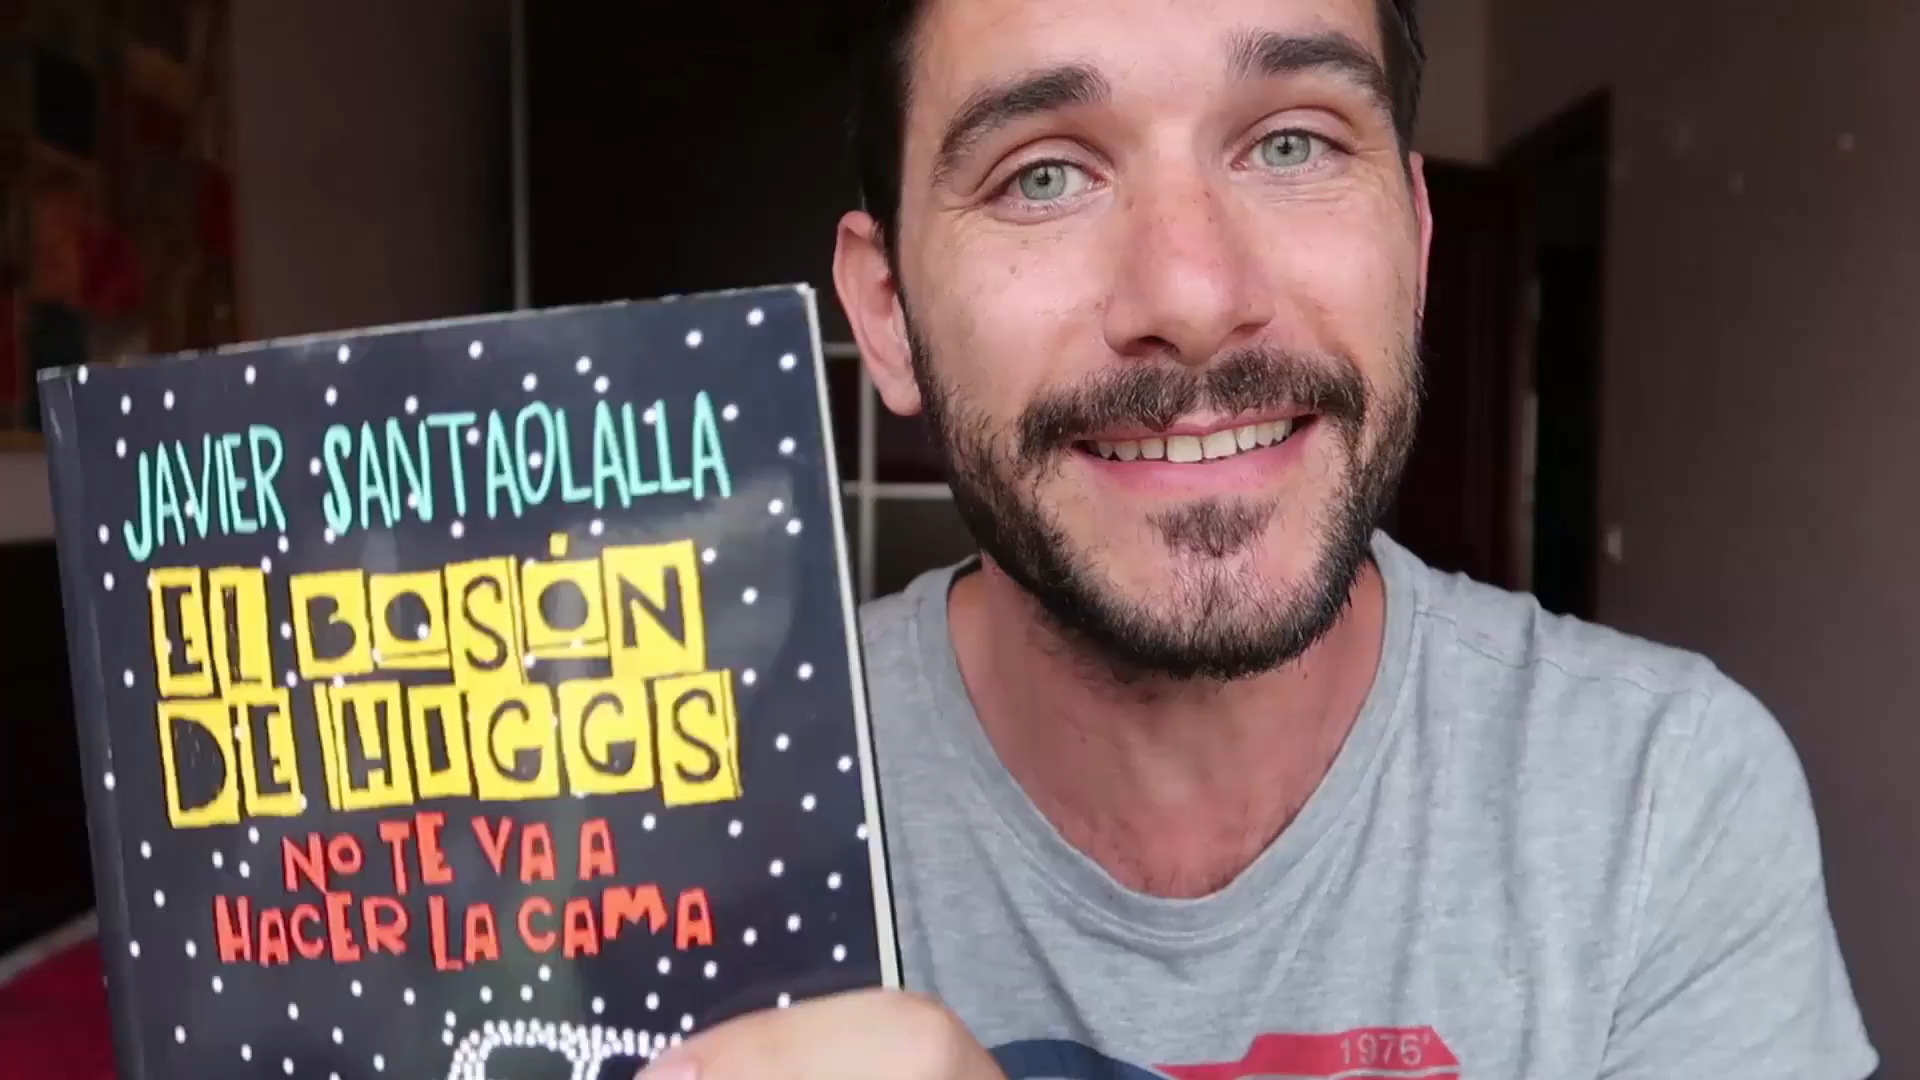 JAVIER SANTAOLALLA
El BOSÓN
DE HIGGS
NO TE VA A
HACER LA CAMA
1975'